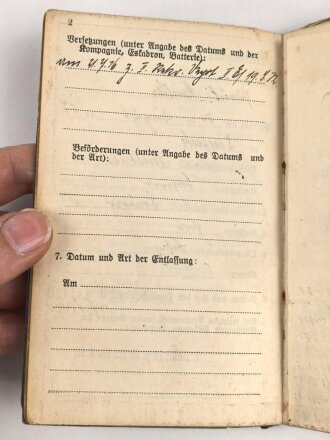 2
Versetzungen (unter Angabe des Datums und der
Kompagnie, Eskadron, Batterie):
am
Beförderungen (unter Angabe des Datums und
der Art):
7. Datum und Art der Entlassung:
Am